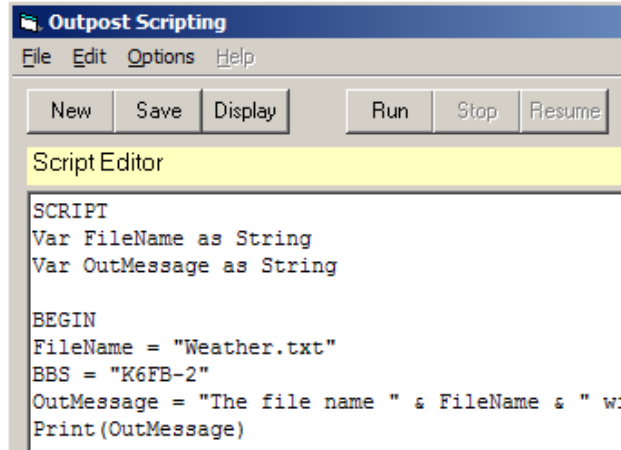 Outpost Scripting
File Edit Options Help
New Save Display Run Stop Resume
Script Editor
SCRIPT
Var FileName as String
Var OutMessage as String
BEGIN
FileName = "Weather.txt"
BBS = "K6FB-2"
OutMessage = "The file name " & FileName & "
Print(OutMessage)